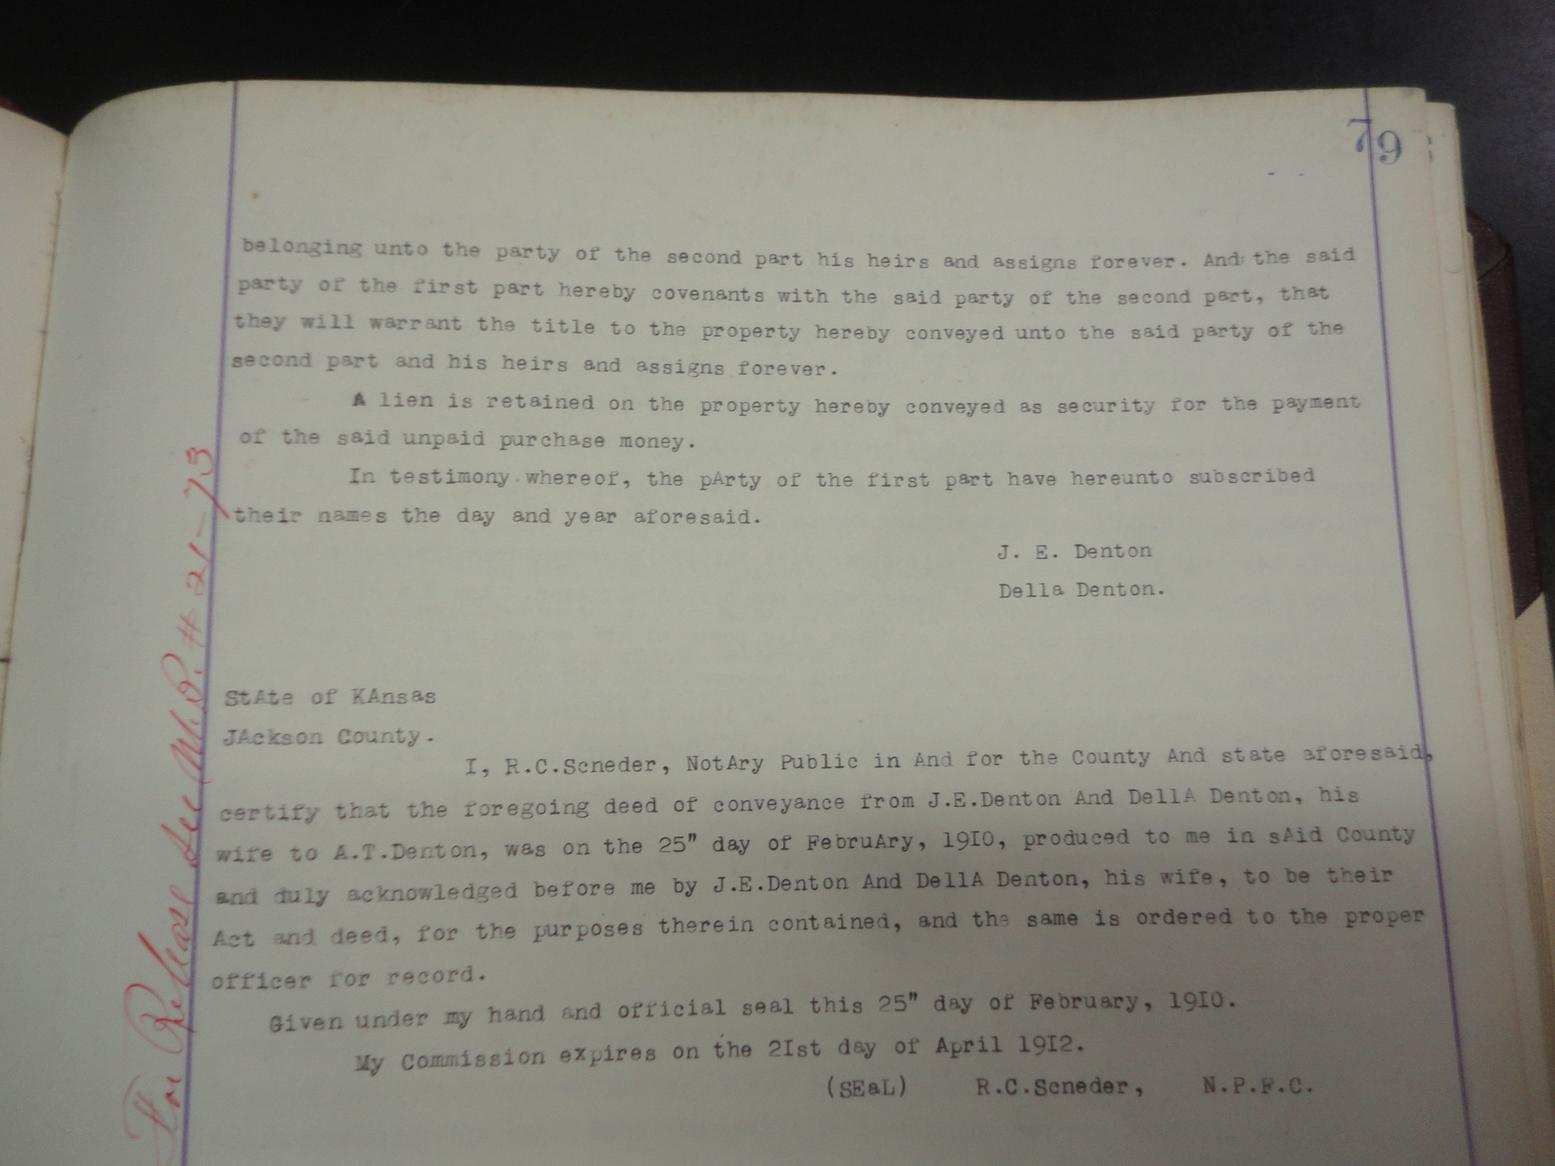 79
belonging unto the party of the second part his heirs and assigns forever. And the said
party of the first part hereby covenants with the said party of the second part, that
they will warrant the title to the property hereby conveyed unto the said party of the
second part and his heirs and assigns forever.
A lien is retained on the property hereby conveyed as security for the payment
of the said unpaid purchase money.
In testimony whereof, the pArty of the first part have hereunto subscribed
their names the day and year aforesaid.
J. E. Denton
Della Denton.
StAte of KAnsas
JAckson County.
I, R.C.Scneder, NotAry Public in And for the County And state aforesaid,
certify that the foregoing deed of conveyance from J.E.Denton And DellA Denton, his
wife to A.T.Denton, was on the 25" day of FebruAry, 19I0, produced to me in sAid County
and duly acknowledged before me by J.E.Denton And DellA Denton, his wife, to be their
Act and deed, for the purposes therein contained, and the same is ordered to the proper
officer for record.
Given under my hand and official seal this 25" day of February, 19I0.
My Commission expires on the 2Ist day of April 19I2.
(SEaL) R.C.Scneder, N.P.F.C.
For Release See M.B. # 21-73